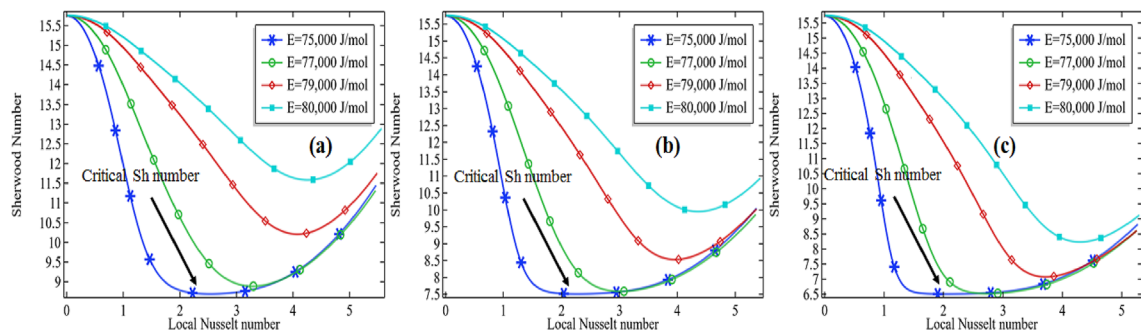 15.5
15
14.5
14
13.5
13
12.5
12
11.5
11
10.5
10
9.5
9
Sherwood Number
E=75,000 J/mol
E=77,000 J/mol
E=79,000 J/mol
E=80,000 J/mol
(a)
Critical Sh number
0 1 2 3 4 5
Local Nusselt number
15.5
15
14.5
14
13.5
13
12.5
12
11.5
11
10.5
10
9.5
9
8.5
8
7.5
Sherwood Number
E=75,000 J/mol
E=77,000 J/mol
E=79,000 J/mol
E=80,000 J/mol
(b)
Critical Sh number
0 1 2 3 4 5
Local Nusselt number
15.5
15
14.5
14
13.5
13
12.5
12
11.5
11
10.5
10
9.5
9
8.5
8
7.5
7
6.5
Sherwood Number
E=75,000 J/mol
E=77,000 J/mol
E=79,000 J/mol
E=80,000 J/mol
(c)
Critical Sh number
0 1 2 3 4 5
Local Nusselt number